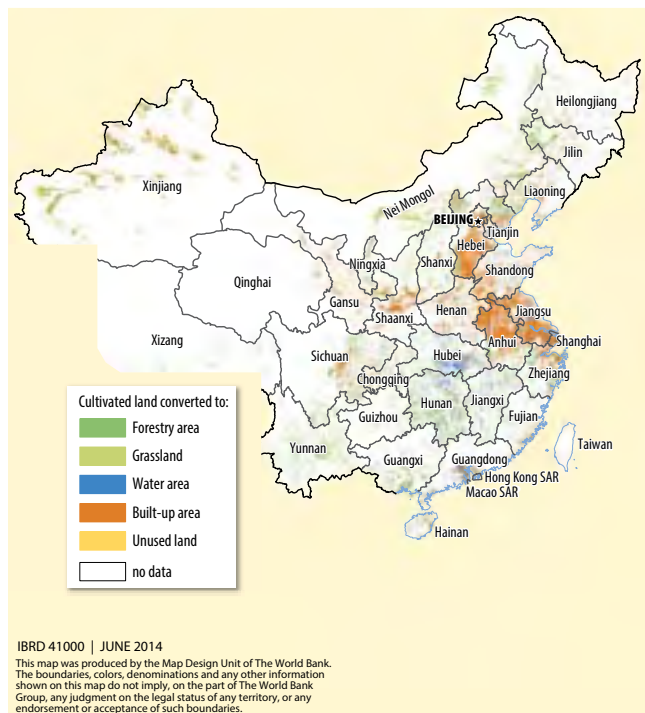 Heilongjiang
Jilin
Liaoning
Xinjiang
Nei Mongol
BEIJING
Tianjin
Hebei
Ningxia
Shanxi
Shandong
Qinghai
Gansu
Shaanxi
Henan
Jiangsu
Xizang
Anhui
Shanghai
Sichuan
Hubei
Zhejiang
Chongqing
Hunan
Jiangxi
Guizhou
Fujian
Yunnan
Guangxi
Guangdong
Taiwan
Hong Kong SAR
Macao SAR
Hainan
Cultivated land converted to:
Forestry area
Grassland
Water area
Built-up area
Unused land
no data
IBRD 41000 | JUNE 2014
This map was produced by the Map Design Unit of The World Bank.
The boundaries, colors, denominations and any other information
shown on this map do not imply, on the part of The World Bank
Group, any judgment on the legal status of any territory, or any
endorsement or acceptance of such boundaries.